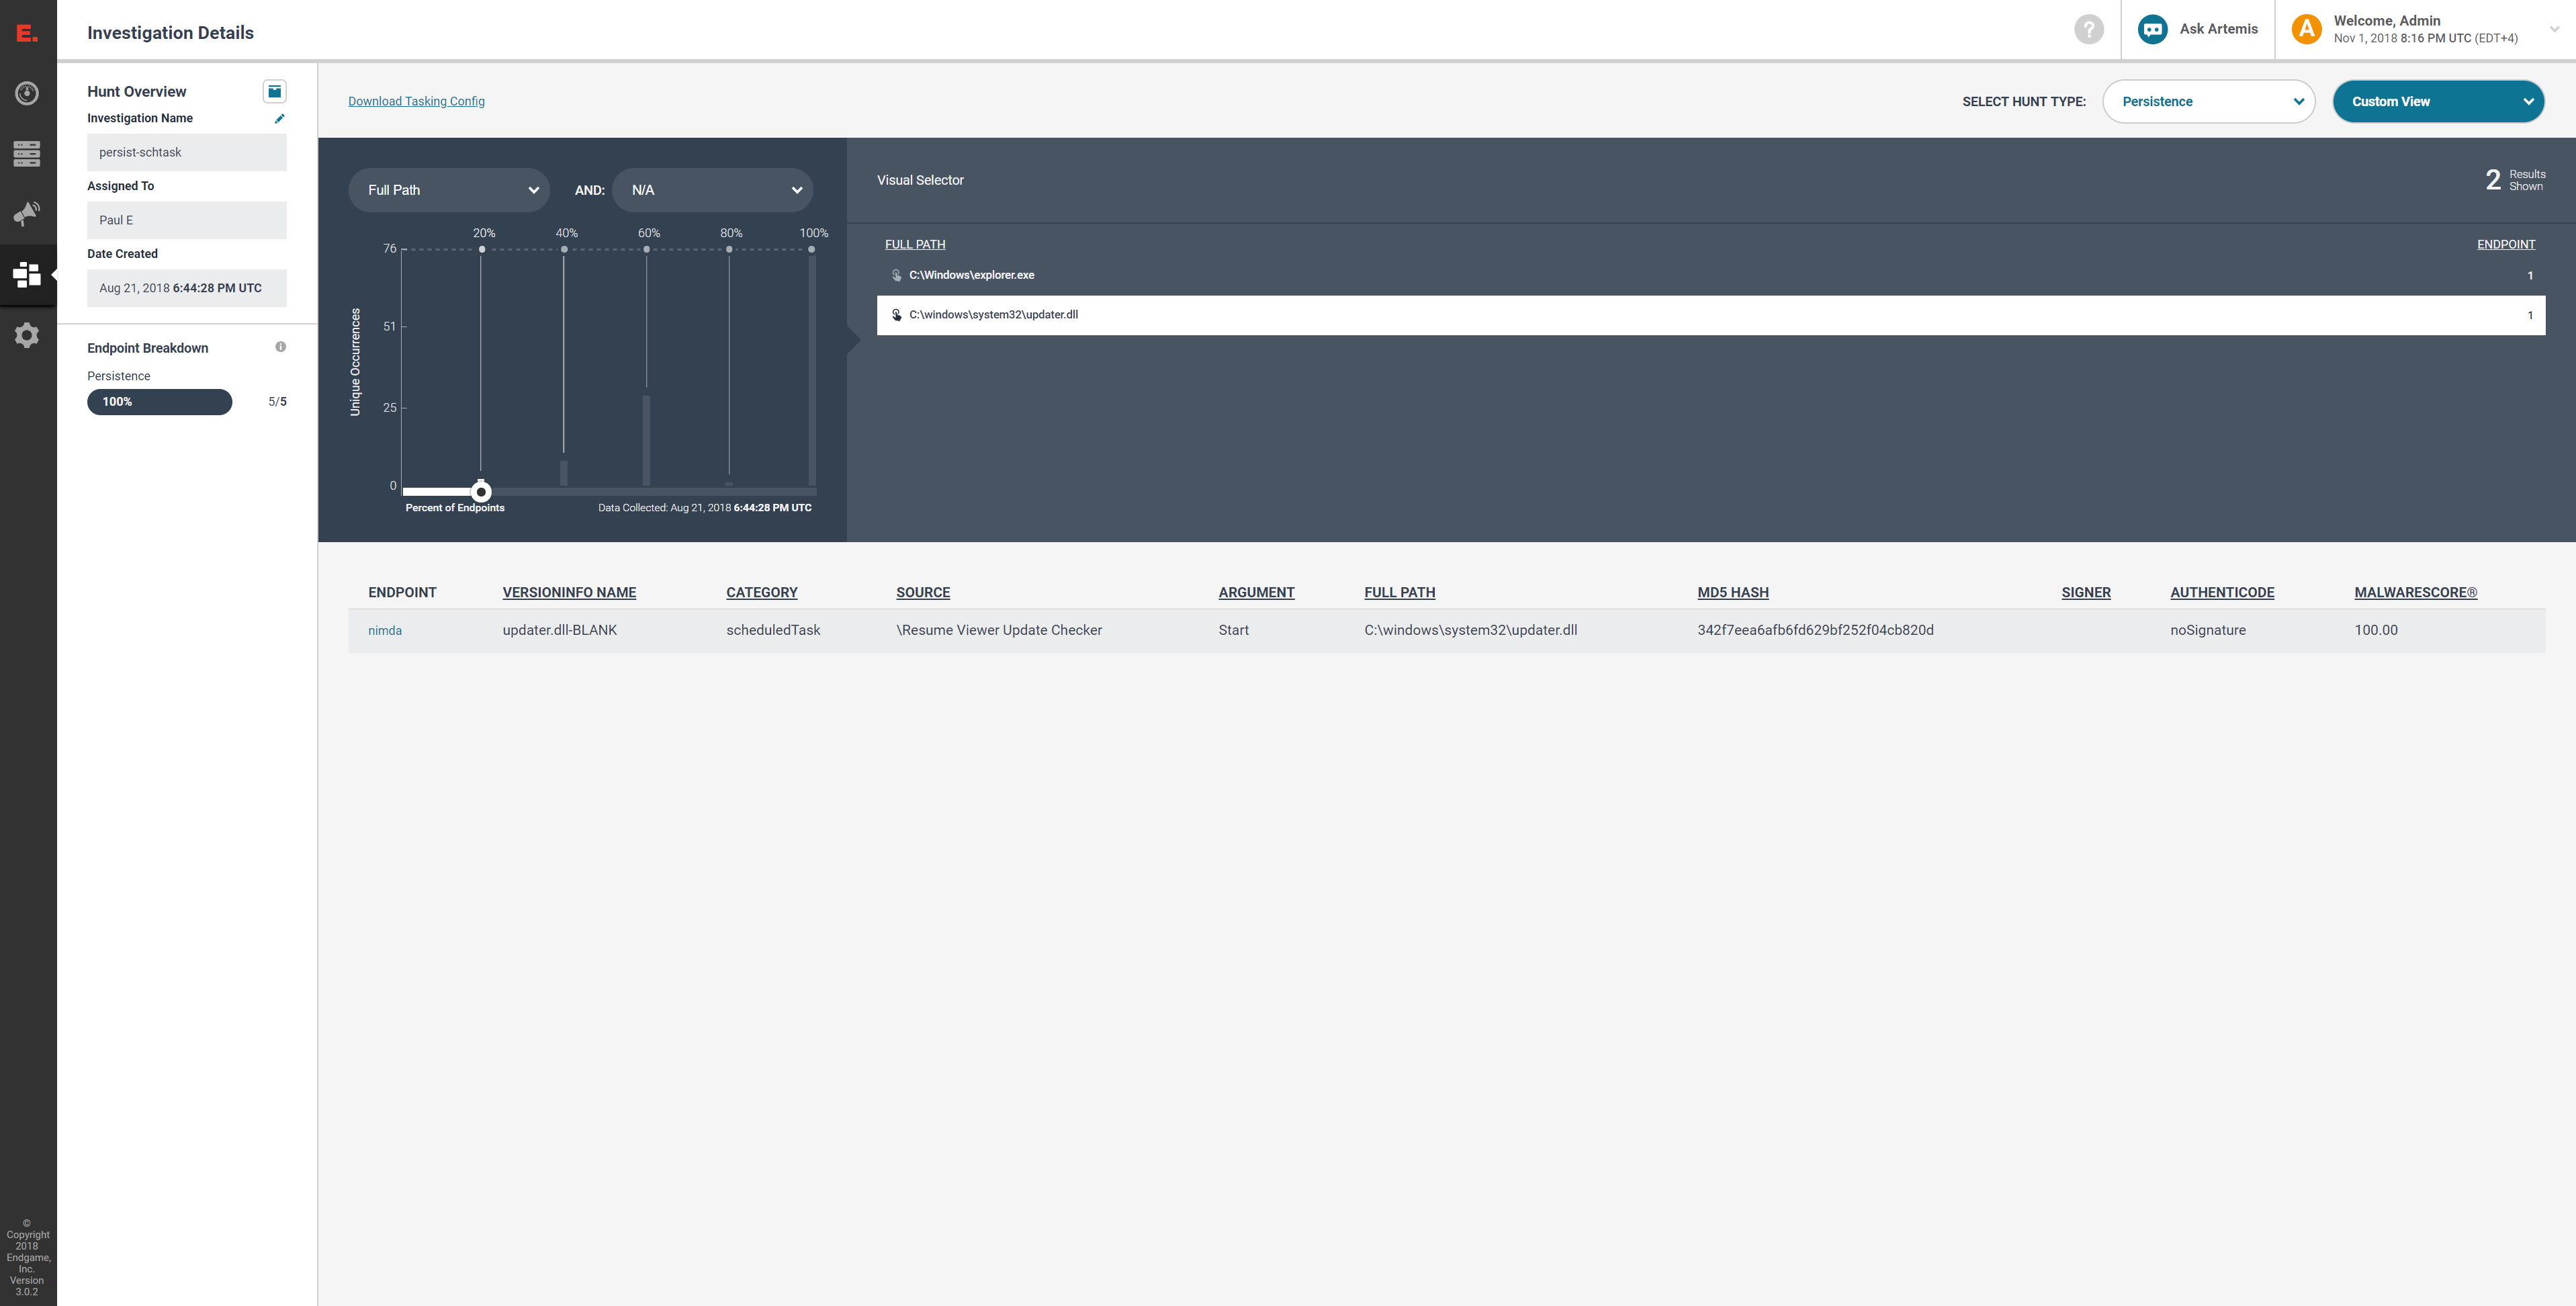 E.
Investigation Details
?
Ask Artemis
A
Welcome, Admin
Nov 1, 2018 8:16 PM UTC (EDT+4)
Hunt Overview
Investigation Name
persist-schtask
Assigned To
Paul E
Date Created
Aug 21, 2018 6:44:28 PM UTC
Endpoint Breakdown
Persistence
100%
5/5
Download Tasking Config
SELECT HUNT TYPE:
Persistence
Custom View
Full Path
AND:
N/A
20% 40% 60% 80% 100%
76
51
25
0
Unique Occurrences
Percent of Endpoints
Data Collected: Aug 21, 2018 6:44:28 PM UTC
Visual Selector
2 Results
Shown
FULL PATH ENDPOINT
C:\Windows\explorer.exe 1
C:\windows\system32\updater.dll 1
ENDPOINT VERSIONINFO NAME CATEGORY SOURCE ARGUMENT FULL PATH MD5 HASH SIGNER AUTHENTICODE MALWARESCORE®
nimda updater.dll-BLANK scheduledTask \Resume Viewer Update Checker Start C:\windows\system32\updater.dll 342f7eea6afb6fd629bf252f04cb820d noSignature 100.00
©
Copyright
2018
Endgame,
Inc.
Version
3.0.2